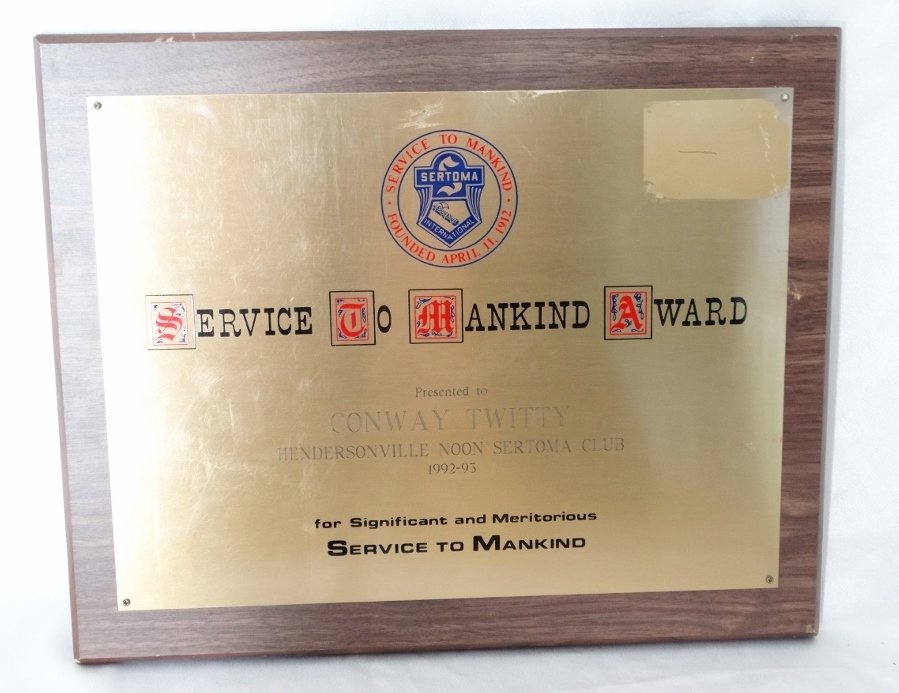 SERVICE TO MANKIND
FOUNDED APRIL 11, 1912
SERTOMA
INTERNATIONAL
SERVICE TO MANKIND AWARD
Presented to
CONWAY TWITTY
HENDERSONVILLE NOON SERTOMA CLUB
1992-93
for Significant and Meritorious
SERVICE TO MANKIND